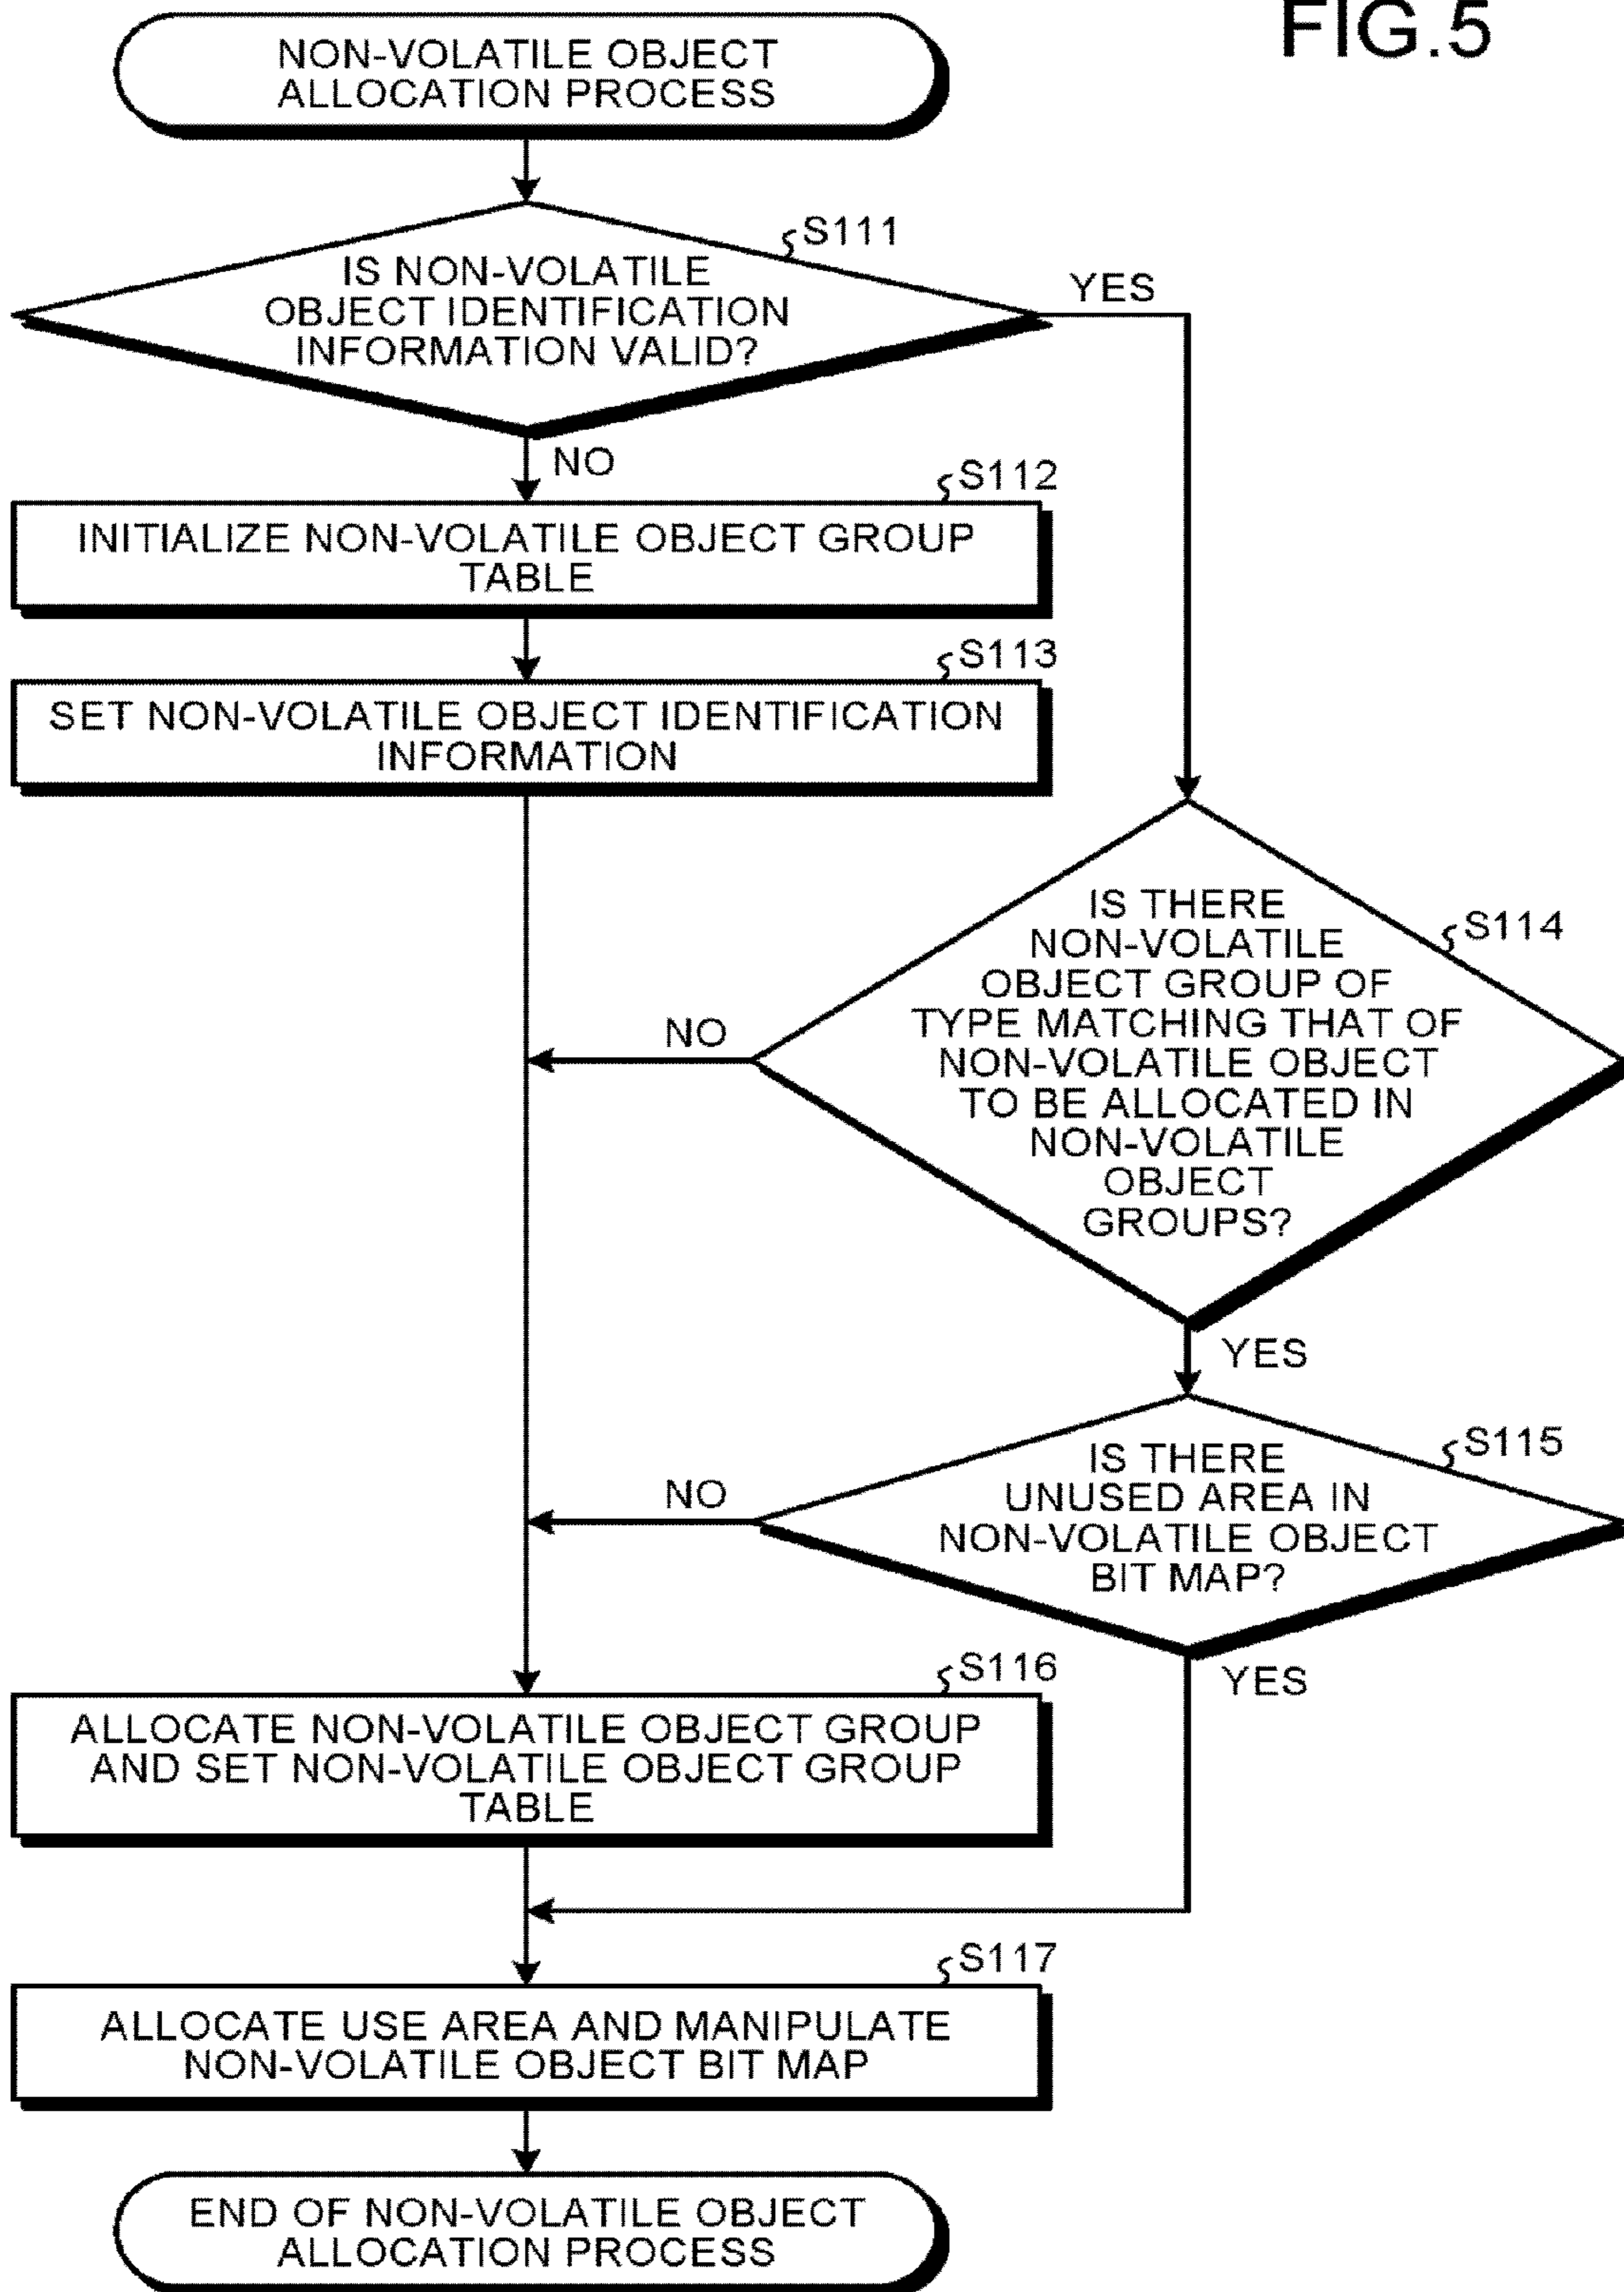 FIG.5
NON-VOLATILE OBJECT
ALLOCATION PROCESS
S111
IS NON-VOLATILE
OBJECT IDENTIFICATION
INFORMATION VALID?
YES
NO
S112
INITIALIZE NON-VOLATILE OBJECT GROUP
TABLE
S113
SET NON-VOLATILE OBJECT IDENTIFICATION
INFORMATION
S114
IS THERE
NON-VOLATILE
OBJECT GROUP OF
TYPE MATCHING THAT OF
NON-VOLATILE OBJECT
TO BE ALLOCATED IN
NON-VOLATILE
OBJECT
GROUPS?
NO
YES
S115
IS THERE
UNUSED AREA IN
NON-VOLATILE OBJECT
BIT MAP?
NO
YES
S116
ALLOCATE NON-VOLATILE OBJECT GROUP
AND SET NON-VOLATILE OBJECT GROUP
TABLE
S117
ALLOCATE USE AREA AND MANIPULATE
NON-VOLATILE OBJECT BIT MAP
END OF NON-VOLATILE OBJECT
ALLOCATION PROCESS